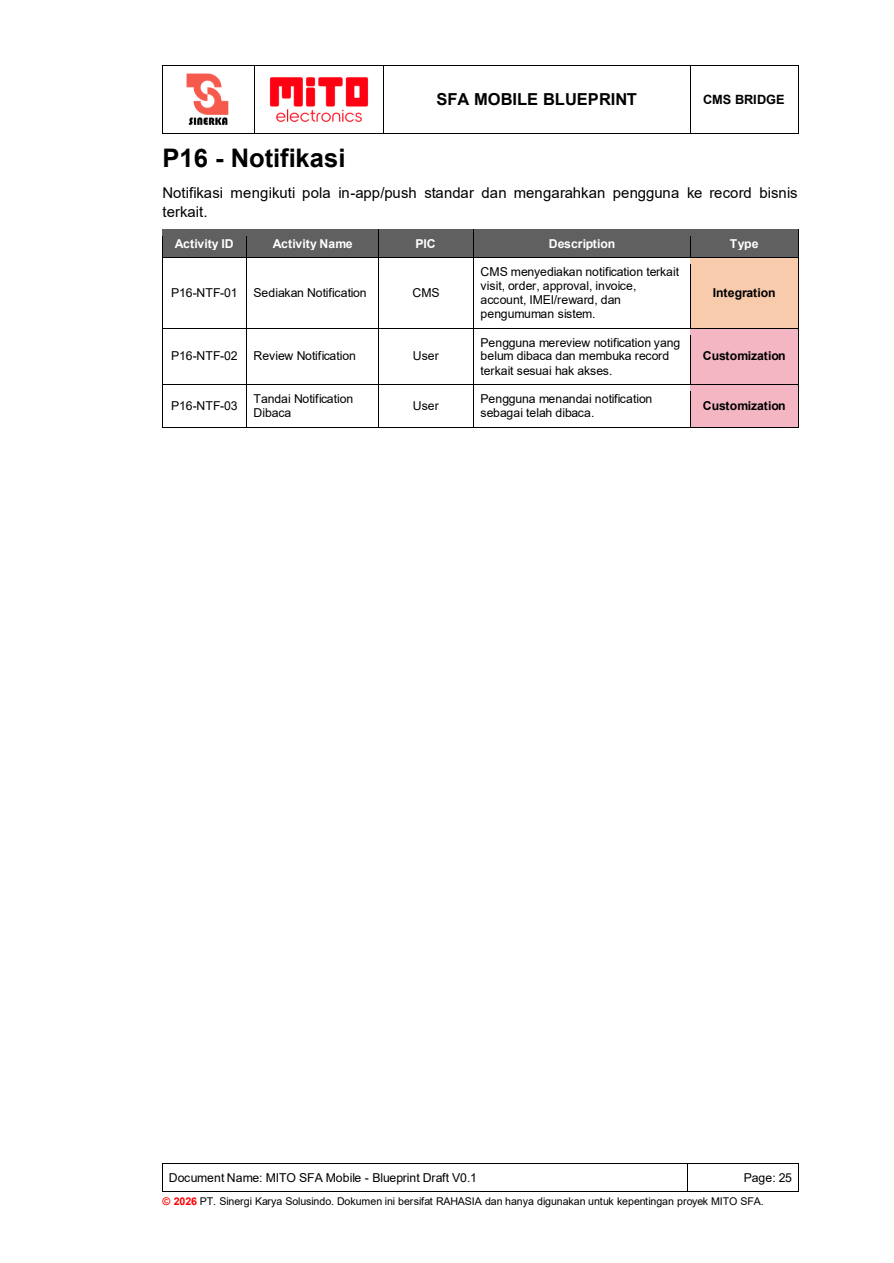 SINERKA
MiTO
electronics
SFA MOBILE BLUEPRINT
CMS BRIDGE
P16 - Notifikasi
Notifikasi mengikuti pola in-app/push standar dan mengarahkan pengguna ke record bisnis
terkait.
Activity ID
Activity Name
PIC
Description
Type
P16-NTF-01
Sediakan Notification
CMS
CMS menyediakan notification terkait
visit, order, approval, invoice,
account, IMEI/reward, dan
pengumuman sistem.
Integration
P16-NTF-02
Review Notification
User
Pengguna mereview notification yang
belum dibaca dan membuka record
terkait sesuai hak akses.
Customization
P16-NTF-03
Tandai Notification
Dibaca
User
Pengguna menandai notification
sebagai telah dibaca.
Customization
Document Name: MITO SFA Mobile - Blueprint Draft V0.1
Page: 25
© 2026 PT. Sinergi Karya Solusindo. Dokumen ini bersifat RAHASIA dan hanya digunakan untuk kepentingan proyek MITO SFA.